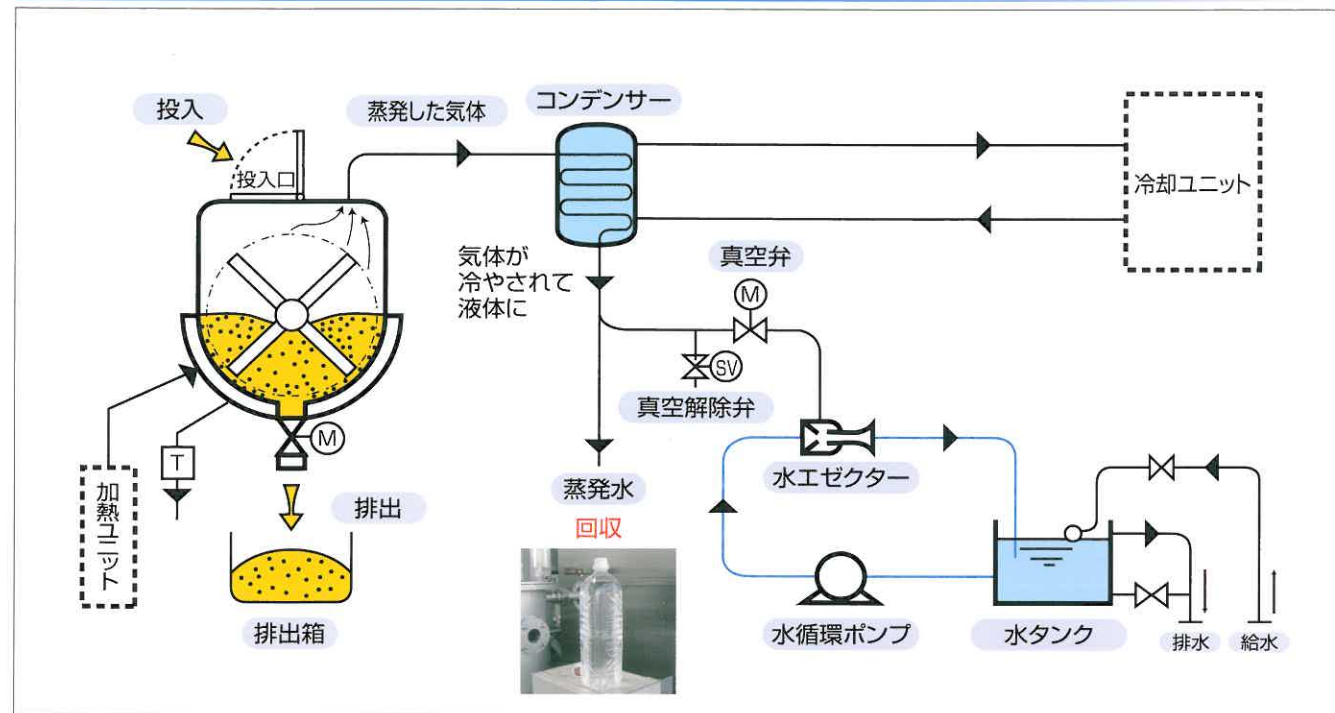 投入
投入口
蒸発した気体
コンデンサー
冷却ユニット
気体が
冷やされて
液体に
真空弁
M
SV
真空解除弁
M
T
加熱ユニット
排出
排出箱
蒸発水
回収
水エゼクター
水循環ポンプ
水タンク
排水
給水